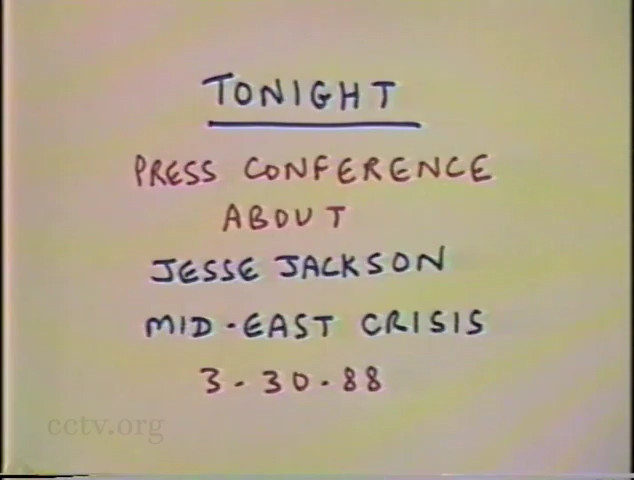 TONIGHT
PRESS CONFERENCE
ABOUT
JESSE JACKSON
MID-EAST CRISIS
3-30-88
cctv.org